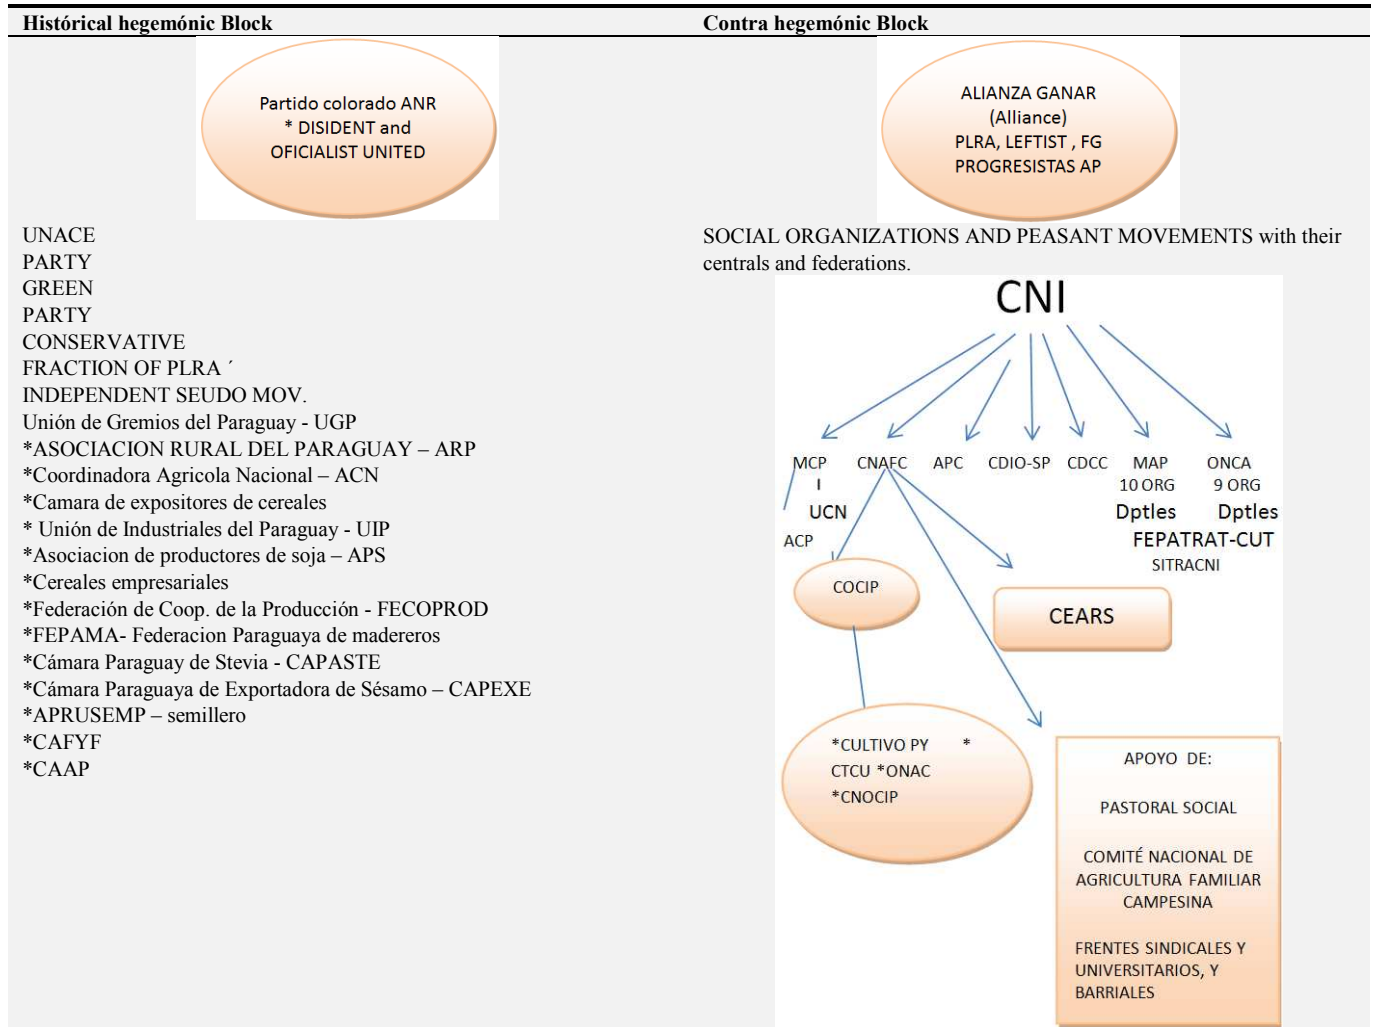 Histórical hegemónic Block
Contra hegemónic Block
Partido colorado ANR
* DISIDENT and
OFICIALIST UNITED
UNACE
PARTY
GREEN
PARTY
CONSERVATIVE
FRACTION OF PLRA ´
INDEPENDENT SEUDO MOV.
Unión de Gremios del Paraguay - UGP
*ASOCIACION RURAL DEL PARAGUAY – ARP
*Coordinadora Agricola Nacional – ACN
*Camara de expositores de cereales
* Unión de Industriales del Paraguay - UIP
*Asociacion de productores de soja – APS
*Cereales empresariales
*Federación de Coop. de la Producción - FECOPROD
*FEPAMA- Federacion Paraguaya de madereros
*Cámara Paraguay de Stevia - CAPASTE
*Cámara Paraguaya de Exportadora de Sésamo – CAPEXE
*APRUSEMP – semillero
*CAFYF
*CAAP
ALIANZA GANAR
(Alliance)
PLRA, LEFTIST , FG
PROGRESISTAS AP
SOCIAL ORGANIZATIONS AND PEASANT MOVEMENTS with their
centrals and federations.
CNI
MCP CNAFC APC CDIO-SP CDCC MAP ONCA
I 10 ORG 9 ORG
UCN Dptles Dptles
ACP FEPATRAT-CUT
SITRACNI
COCIP
CEARS
*CULTIVO PY *
CTCU *ONAC
*CNOCIP
APOYO DE:
PASTORAL SOCIAL
COMITÉ NACIONAL DE
AGRICULTURA FAMILIAR
CAMPESINA
FRENTES SINDICALES Y
UNIVERSITARIOS, Y
BARRIALES